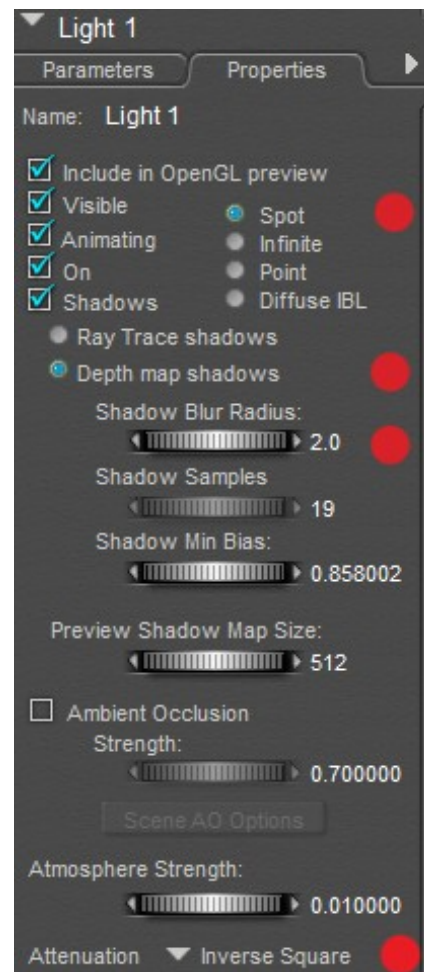 Light 1
Parameters Properties
Name: Light 1
Include in OpenGL preview
Visible
Spot
Animating
Infinite
On
Point
Shadows
Diffuse IBL
Ray Trace shadows
Depth map shadows
Shadow Blur Radius:
2.0
Shadow Samples
19
Shadow Min Bias:
0.858002
Preview Shadow Map Size:
512
Ambient Occlusion
Strength:
0.700000
Scene AO Options
Atmosphere Strength:
0.010000
Attenuation Inverse Square